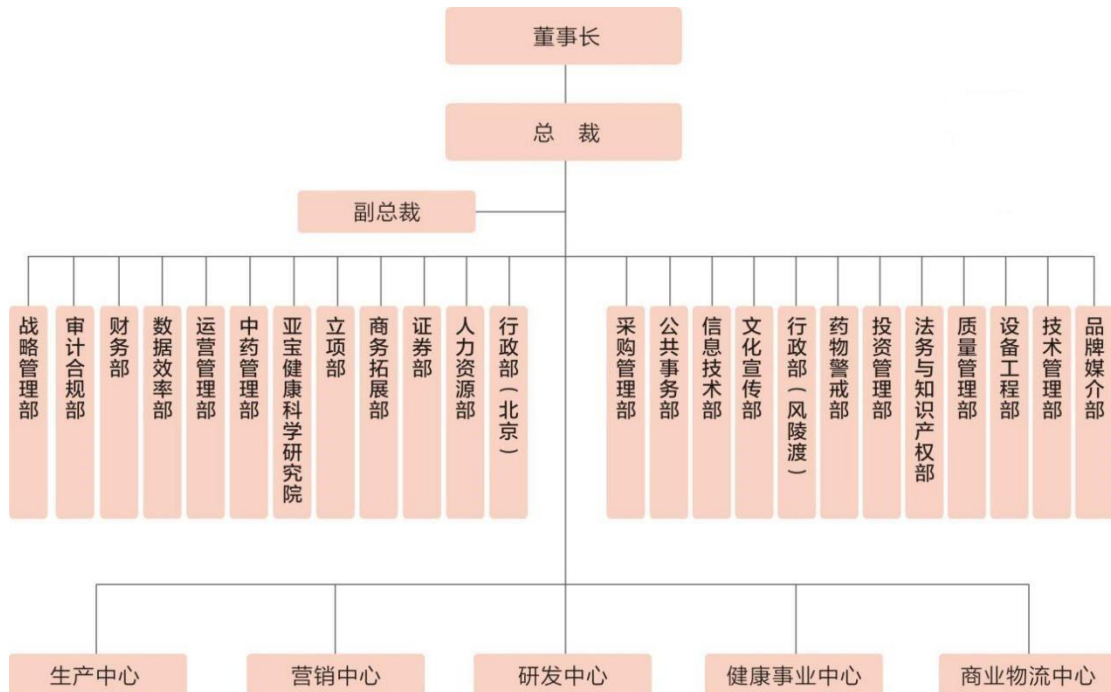 董事长
总 裁
副总裁
战略管理部
审计合规部
财务部
数据效率部
运营管理部
中药管理部
亚宝健康科学研究院
立项部
商务拓展部
证券部
人力资源部
行政部(北京)
采购管理部
公共事务部
信息技术部
文化宣传部
行政部(风陵渡)
药物警戒部
投资管理部
法务与知识产权部
质量管理部
设备工程部
技术管理部
品牌媒介部
生产中心
营销中心
研发中心
健康事业中心
商业物流中心